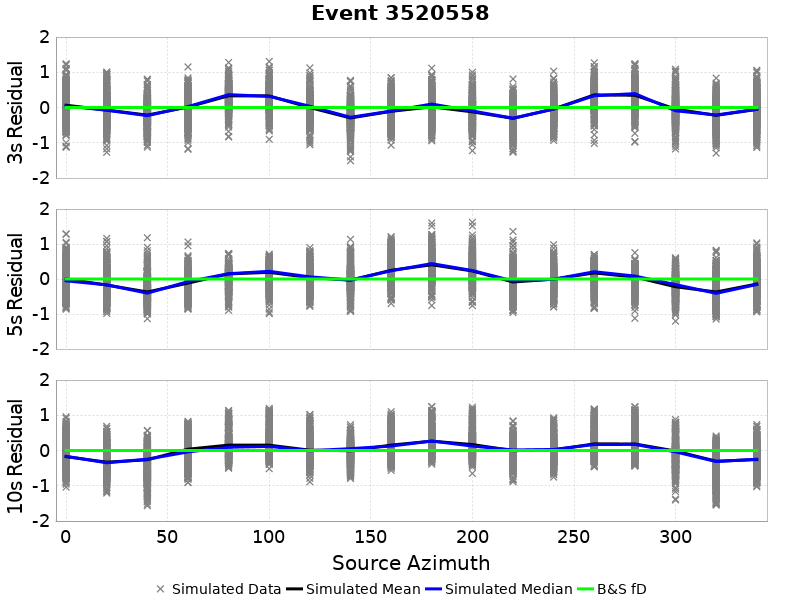 Event 3520558
3s Residual
2
1
0
-1
-2
5s Residual
2
1
0
-1
-2
10s Residual
2
1
0
-1
-2
0 50 100 150 200 250 300
Source Azimuth
Simulated Data Simulated Mean Simulated Median B&S fD